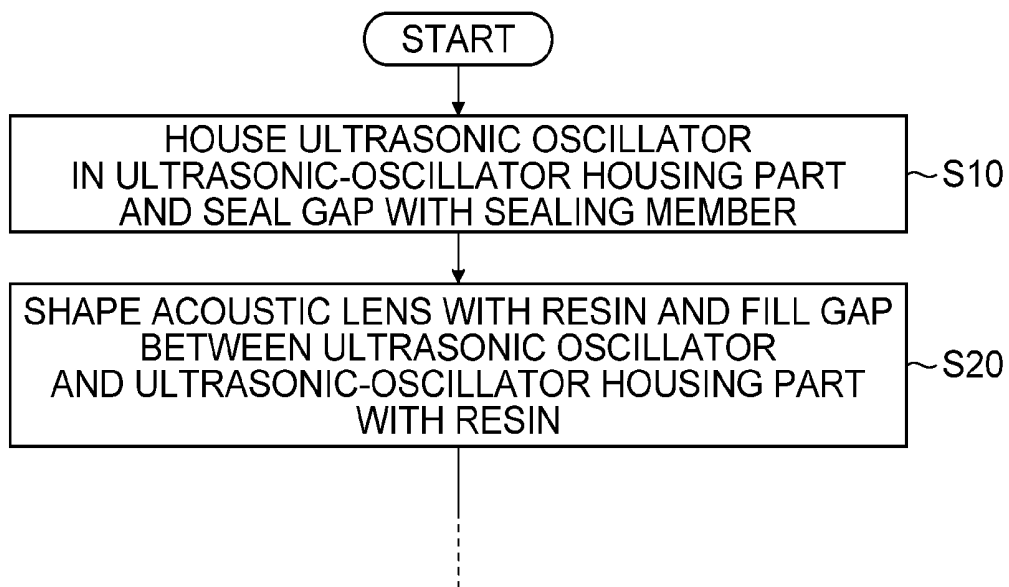 START
HOUSE ULTRASONIC OSCILLATOR
IN ULTRASONIC-OSCILLATOR HOUSING PART
AND SEAL GAP WITH SEALING MEMBER
S10
SHAPE ACOUSTIC LENS WITH RESIN AND FILL GAP
BETWEEN ULTRASONIC OSCILLATOR
AND ULTRASONIC-OSCILLATOR HOUSING PART
WITH RESIN
S20